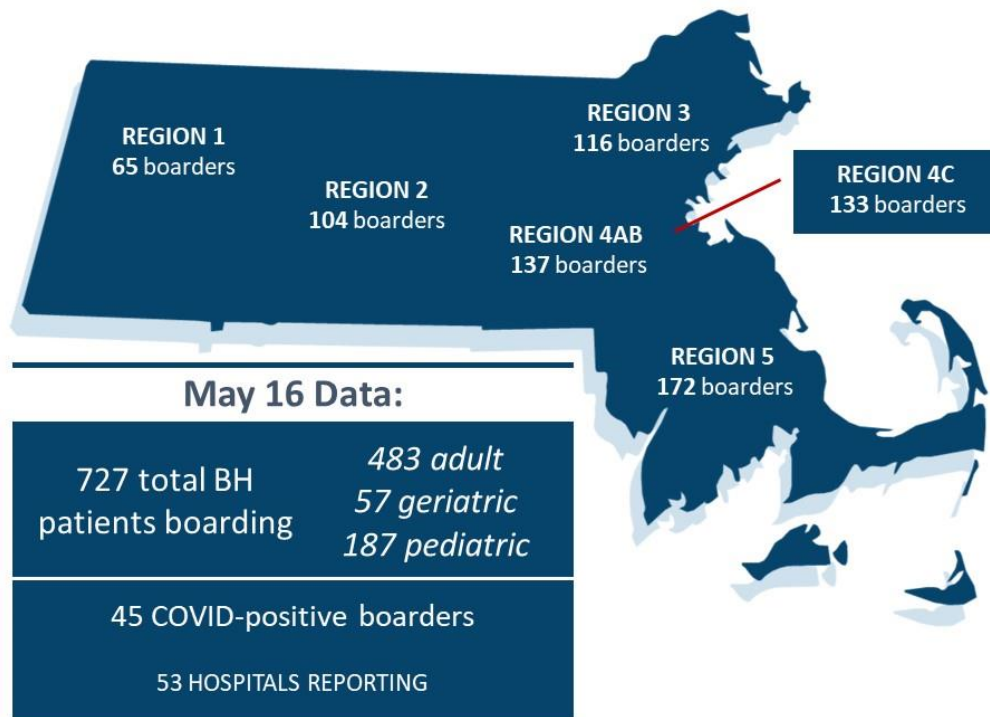 REGION 1
65 boarders
REGION 2
104 boarders
REGION 3
116 boarders
REGION 4AB
137 boarders
REGION 4C
133 boarders
REGION 5
172 boarders
May 16 Data:
727 total BH
patients boarding
483 adult
57 geriatric
187 pediatric
45 COVID-positive boarders
53 HOSPITALS REPORTING